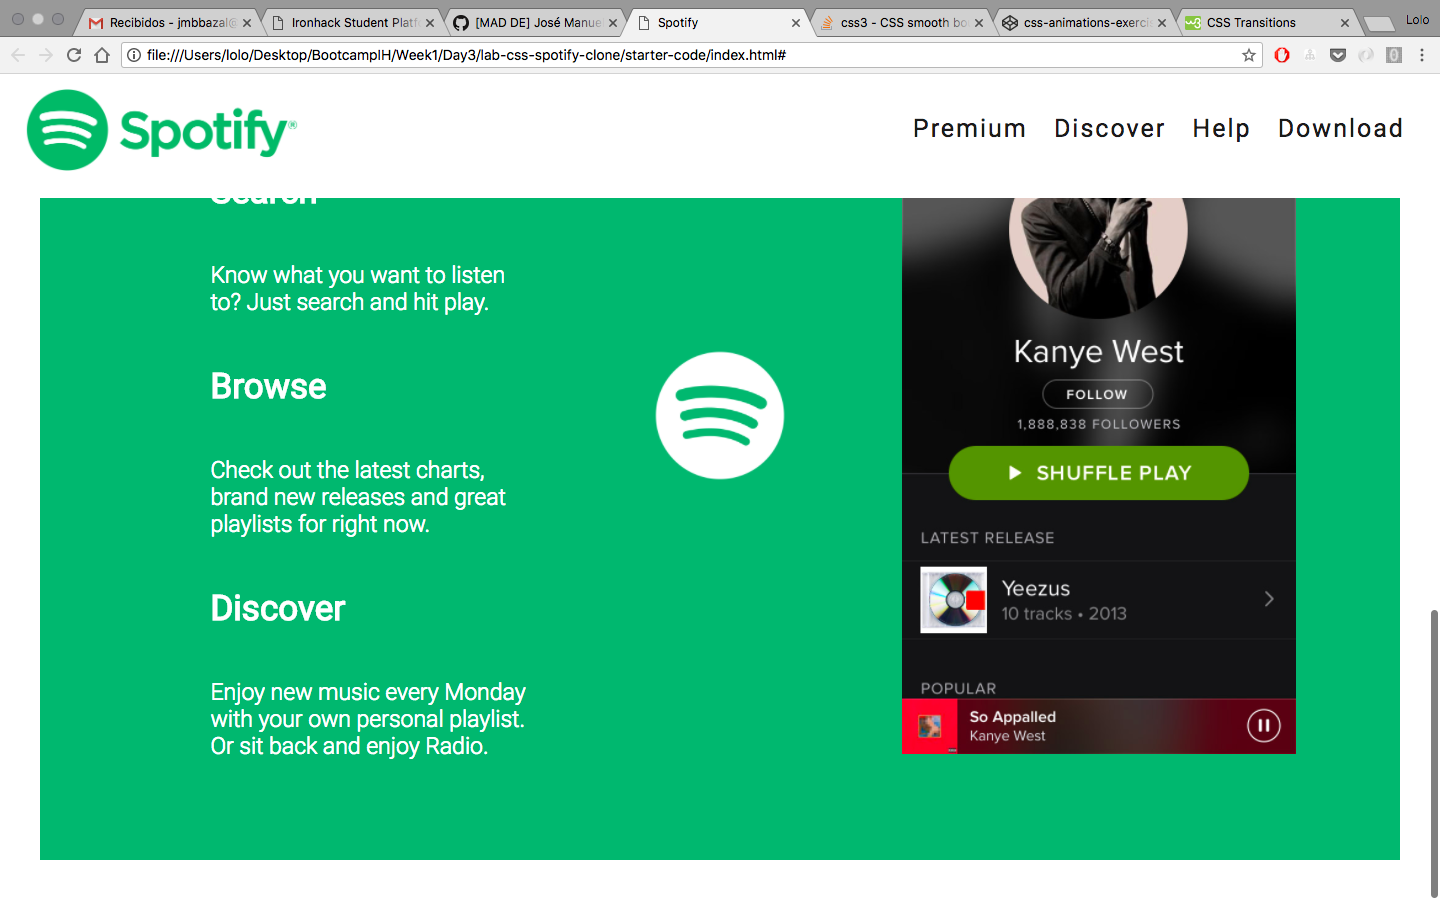 Recibidos - jmbbazal@
Ironhack Student Platf
[MAD DE] José Manue
Spotify
css3 - CSS smooth bo
css-animations-exercis
CSS Transitions
Lolo
file:///Users/lolo/Desktop/BootcampIH/Week1/Day3/lab-css-spotify-clone/starter-code/index.html#
Spotify®
Premium
Discover
Help
Download
Search
Know what you want to listen
to? Just search and hit play.
Browse
Check out the latest charts,
brand new releases and great
playlists for right now.
Discover
Enjoy new music every Monday
with your own personal playlist.
Or sit back and enjoy Radio.
Kanye West
FOLLOW
1,888,838 FOLLOWERS
SHUFFLE PLAY
LATEST RELEASE
Yeezus
10 tracks • 2013
POPULAR
So Appalled
Kanye West